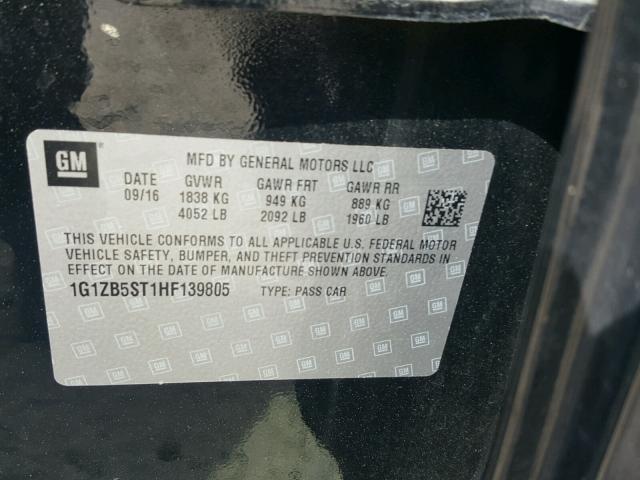 GM
MFD BY GENERAL MOTORS LLC
DATE GVWR GAWR FRT GAWR RR
09/16 1838 KG 949 KG 889 KG
4052 LB 2092 LB 1960 LB
THIS VEHICLE CONFORMS TO ALL APPLICABLE U.S. FEDERAL MOTOR
VEHICLE SAFETY, BUMPER, AND THEFT PREVENTION STANDARDS IN
EFFECT ON THE DATE OF MANUFACTURE SHOWN ABOVE.
1G1ZB5ST1HF139805 TYPE: PASS CAR